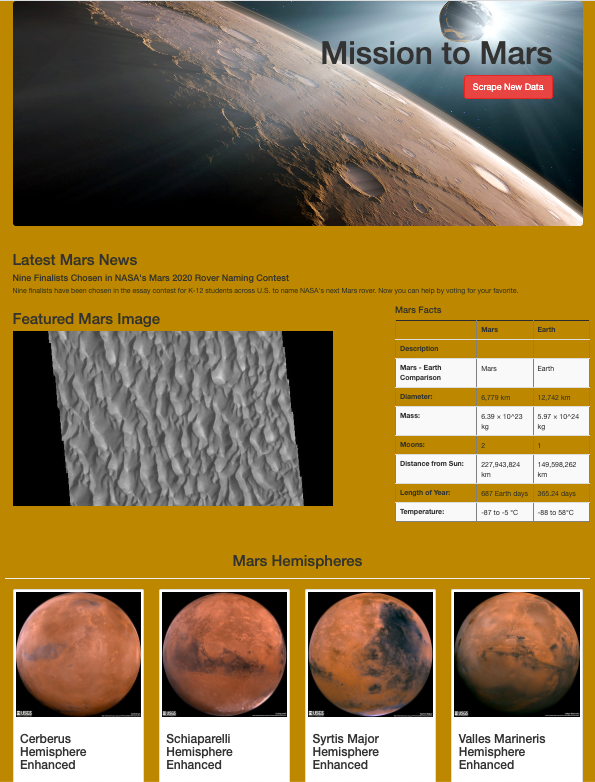 Mission to Mars
Scrape New Data
Latest Mars News
Nine Finalists Chosen in NASA's Mars 2020 Rover Naming Contest
Nine finalists have been chosen in the essay contest for K-12 students across U.S. to name NASA's next Mars rover. Now you can help by voting for your favorite.
Featured Mars Image
Mars Facts
Mars Earth
Description
Mars - Earth
Comparison Mars Earth
Diameter: 6,779 km 12,742 km
Mass: 6.39 × 10^23
kg 5.97 × 10^24
kg
Moons: 2 1
Distance from Sun: 227,943,824
km 149,598,262
km
Length of Year: 687 Earth days 365.24 days
Temperature: -87 to -5 °C -88 to 58°C
Mars Hemispheres
USGS
USGS
USGS
USGS
Cerberus
Hemisphere
Enhanced
Schiaparelli
Hemisphere
Enhanced
Syrtis Major
Hemisphere
Enhanced
Valles Marineris
Hemisphere
Enhanced